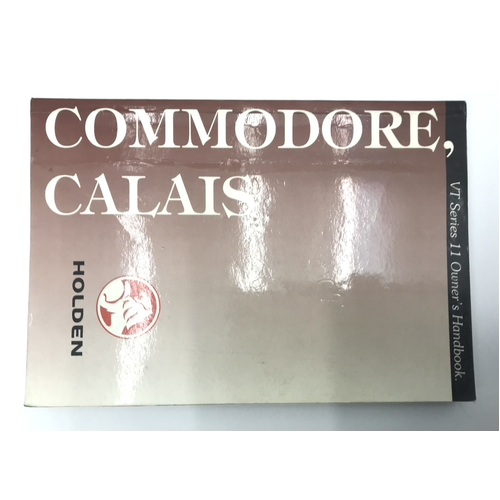 COMMODORE,
CALAIS
HOLDEN
VT Series 11 Owner's Handbook.